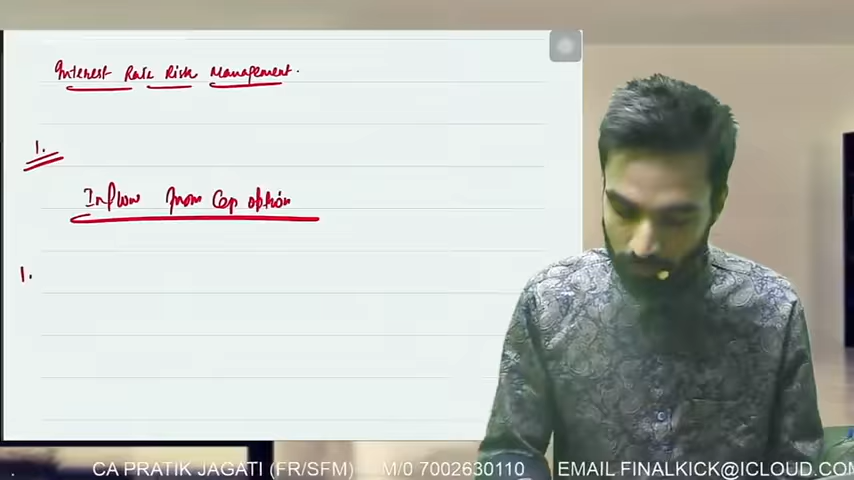 Interest Rate Risk Management.
1.
Inflow from Cap option
1.
. CA PRATIK JAGATI (FR/SFM) M/0 7002630110 EMAIL FINALKICK@ICLOUD.COM